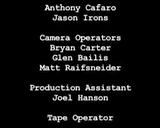 Anthony Cafaro
Jason Irons
Camera Operators
Bryan Carter
Glen Bailis
Matt Raifsneider
Production Assistant
Joel Hanson
Tape Operator